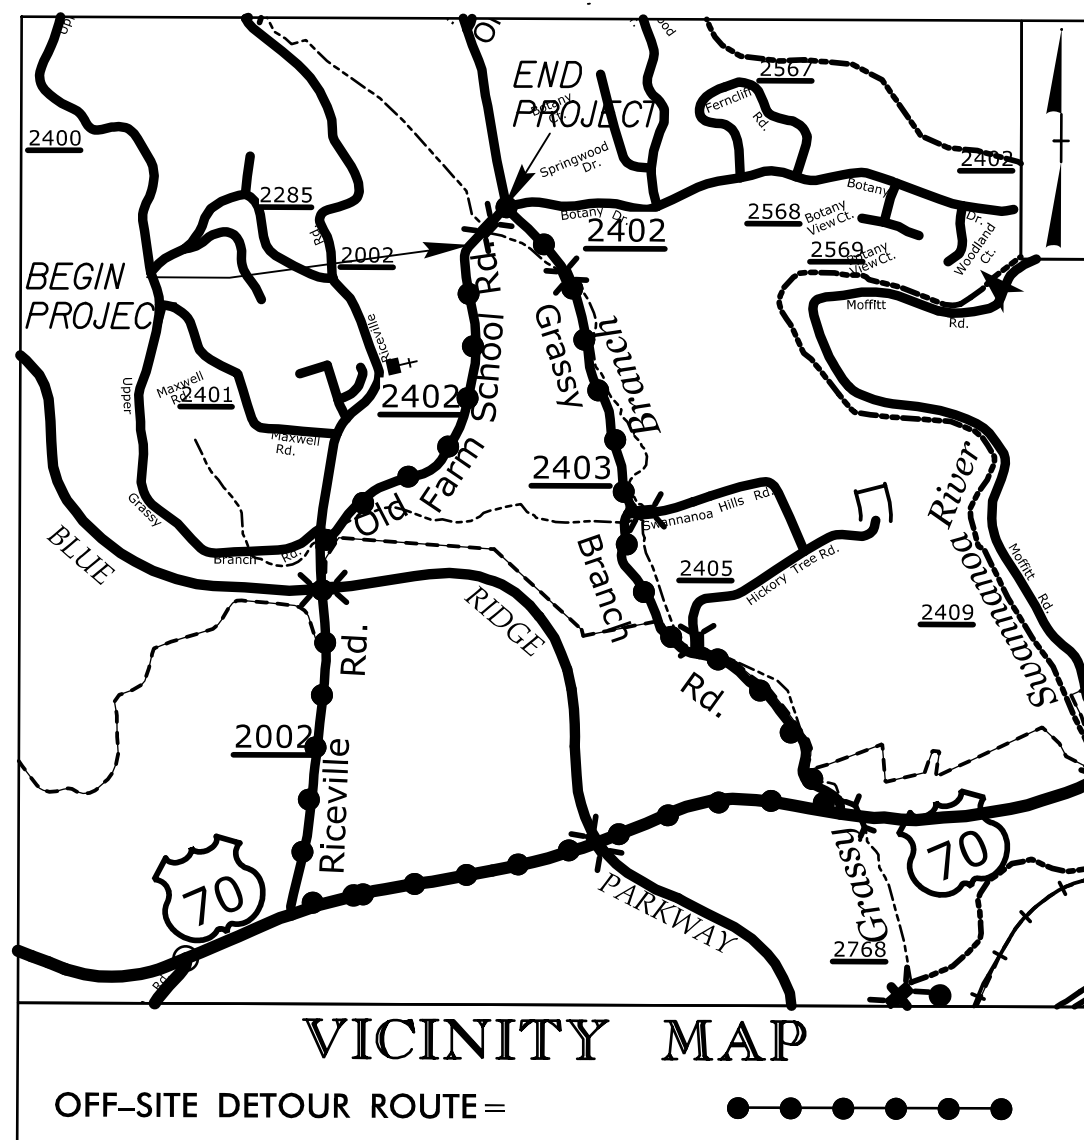 END
PROJECT
2567
Ferncliff
Rd.
Botany
Ct.
2400
2402
Springwood
Dr.
2285
Botany
Botany Dr.
2402
2568
Botany
View Ct.
Dr.
Rd.
2002
2569
Botany
View Ct.
Woodland
Ct.
BEGIN
PROJEC
Riceville
Old Farm School Rd.
Grassy
Branch
Moffitt
Rd.
Upper
Maxwell
Rd.
2401
2402
Maxwell
Rd.
2403
Grassy
Branch
Rd.
Swannanoa Hills Rd.
River
Swannanoa
BLUE
RIDGE
Branch
Rd.
2405
Hickory Tree Rd.
Moffitt
Rd.
2409
Rd.
2002
Riceville
70
70
Grassy
PARKWAY
2768
Rd.
VICINITY MAP
OFF–SITE DETOUR ROUTE =